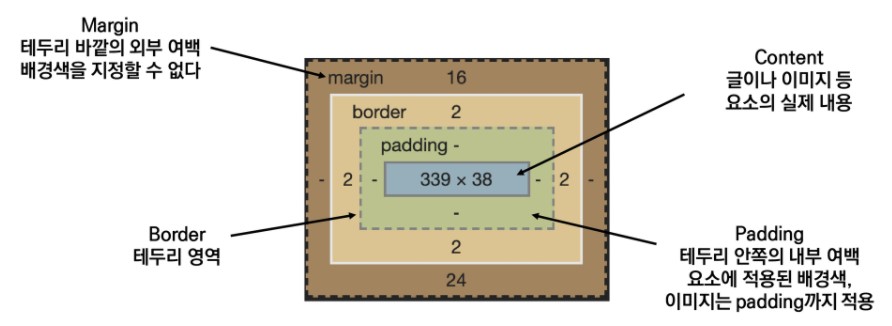 Margin
테두리 바깥의 외부 여백
배경색을 지정할 수 없다
Content
글이나 이미지 등
요소의 실제 내용
margin 16
border 2
padding -
- 2 - 339 × 38 - 2 -
-
2
24
Border
테두리 영역
Padding
테두리 안쪽의 내부 여백
요소에 적용된 배경색,
이미지는 padding까지 적용